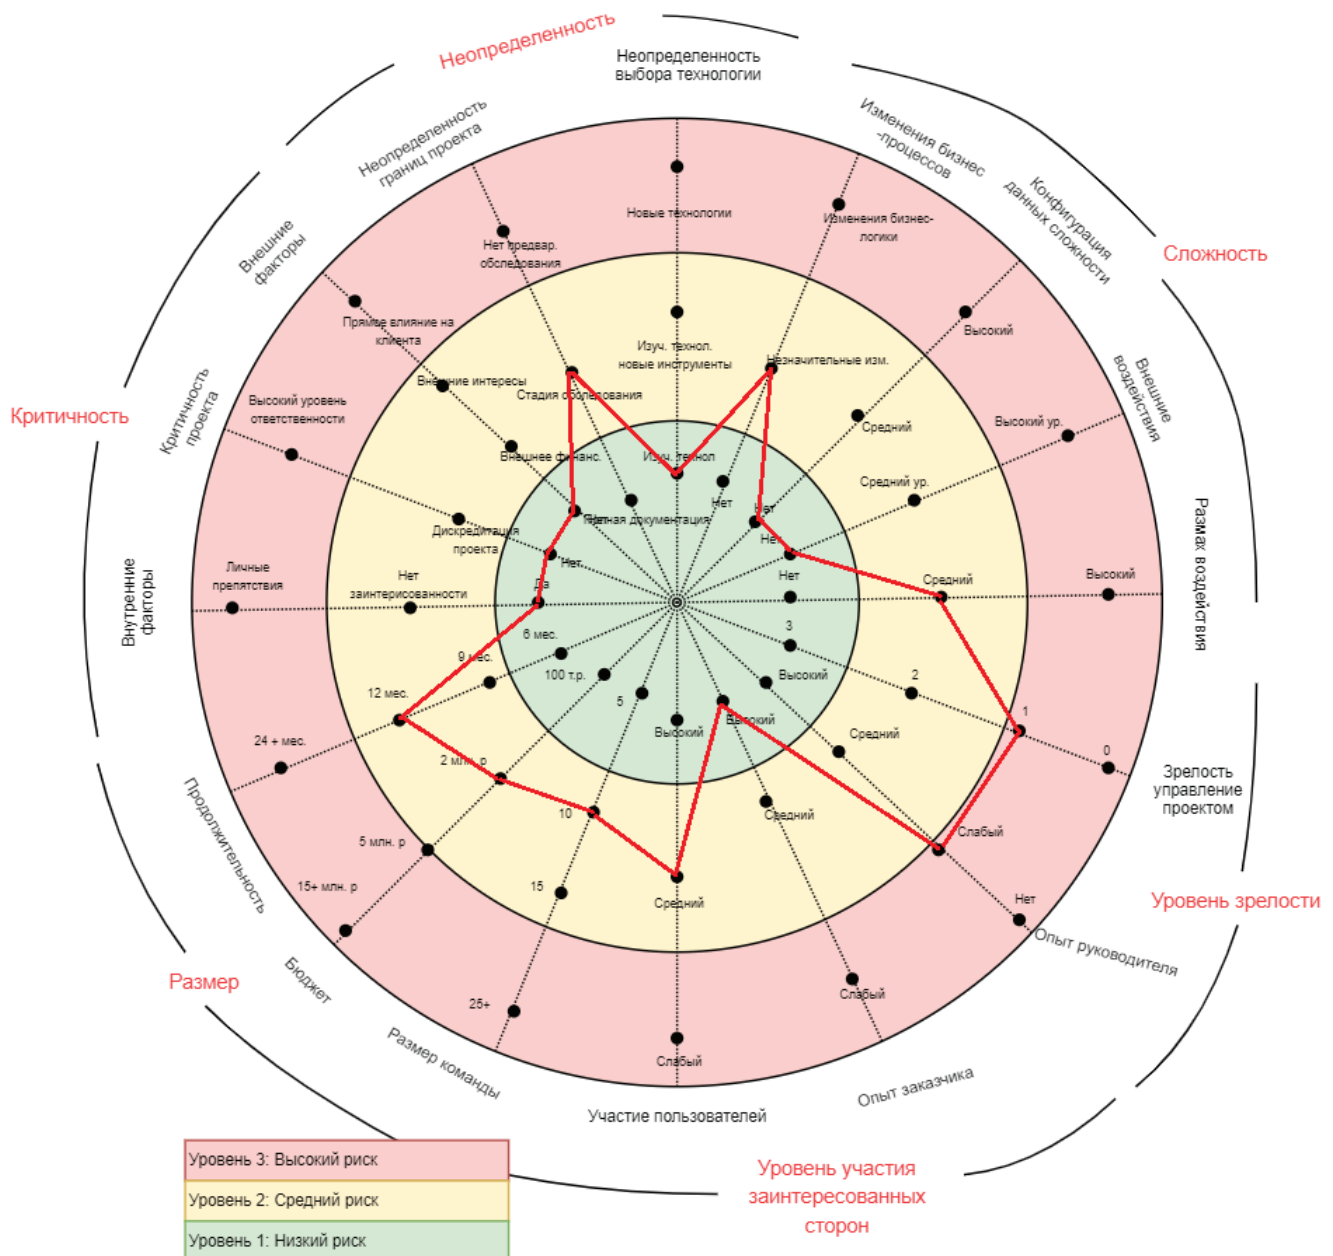 Неопределенность
Неопределенность
выбора технологии
Неопределенность
границ проекта
Изменения бизнес
-процессов
Конфигурация
данных сложности
Сложность
Внешние
факторы
Новые технологии
Изменения бизнес-
логики
Нет предвар.
обследования
Прямое влияние на
клиента
Высокий
Внешние
воздействия
Изуч. технол.
новые инструменты
Незначительные изм.
Внешние интересы
Стадия обследования
Критичность
Критичность
проекта
Высокий уровень
ответственности
Средний
Высокий ур.
Внешнее финанс.
Изуч. технол
Средний ур.
Нет
Нет
Нет
Полная документация
Нет
Дискредитация
проекта
Нет
Размах воздействия
Внутренние
факторы
Личные
препятствия
Нет
заинтерисованности
Да
Нет
Средний
Высокий
6 мес.
3
9 мес.
100 т.р.
Высокий
2
12 мес.
5
Высокий
Высокий
1
24 + мес.
Средний
0
2 млн. р
Зрелость
управление
проектом
Продолжительность
5 млн. р
10
Средний
Слабый
15+ млн. р
15
Средний
Нет
Уровень зрелости
Опыт руководителя
Размер
Бюджет
25+
Слабый
Размер команды
Слабый
Опыт заказчика
Участие пользователей
Уровень 3: Высокий риск
Уровень 2: Средний риск
Уровень 1: Низкий риск
Уровень участия
заинтересованных
сторон